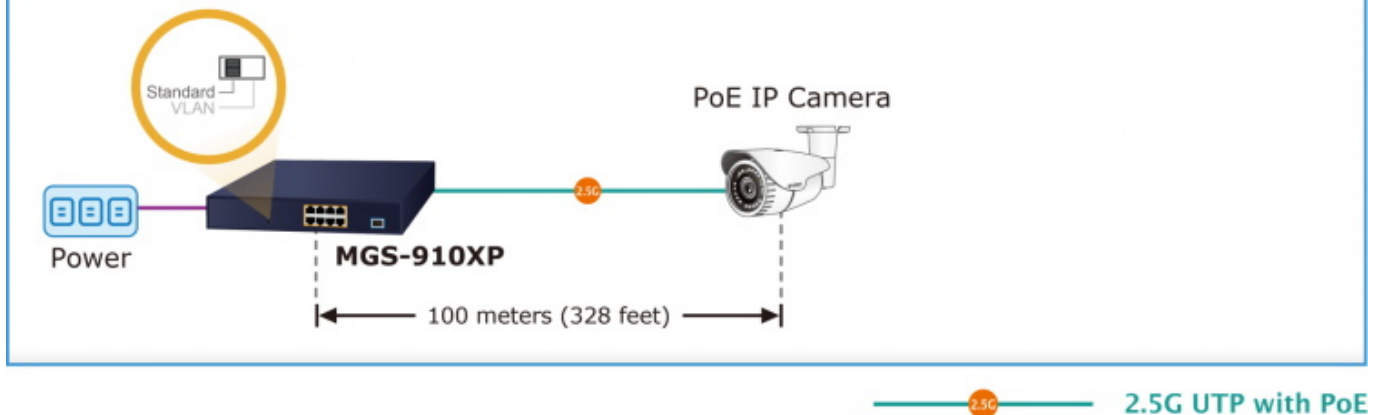 Standard
VLAN
PoE IP Camera
2.5G
Power
MGS-910XP
100 meters (328 feet)
2.5G
2.5G UTP with PoE